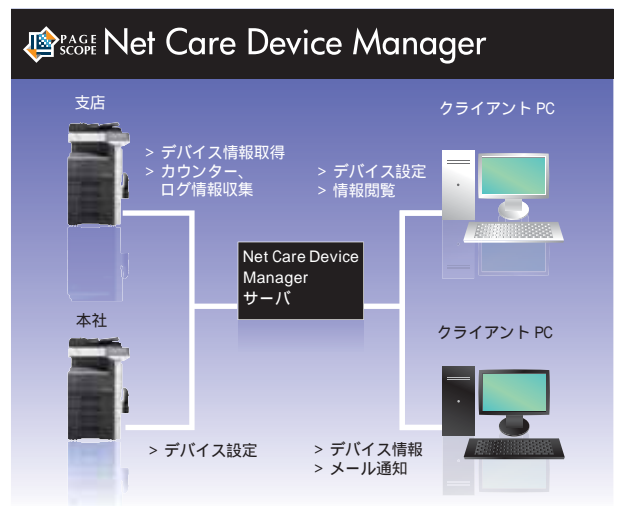 PAGE
SCOPE
Net Care Device Manager
支店
クライアント PC
> デバイス情報取得
> カウンター、
ログ情報収集
> デバイス設定
> 情報閲覧
Net Care Device
Manager
サーバ
本社
クライアント PC
> デバイス設定
> デバイス情報
> メール通知